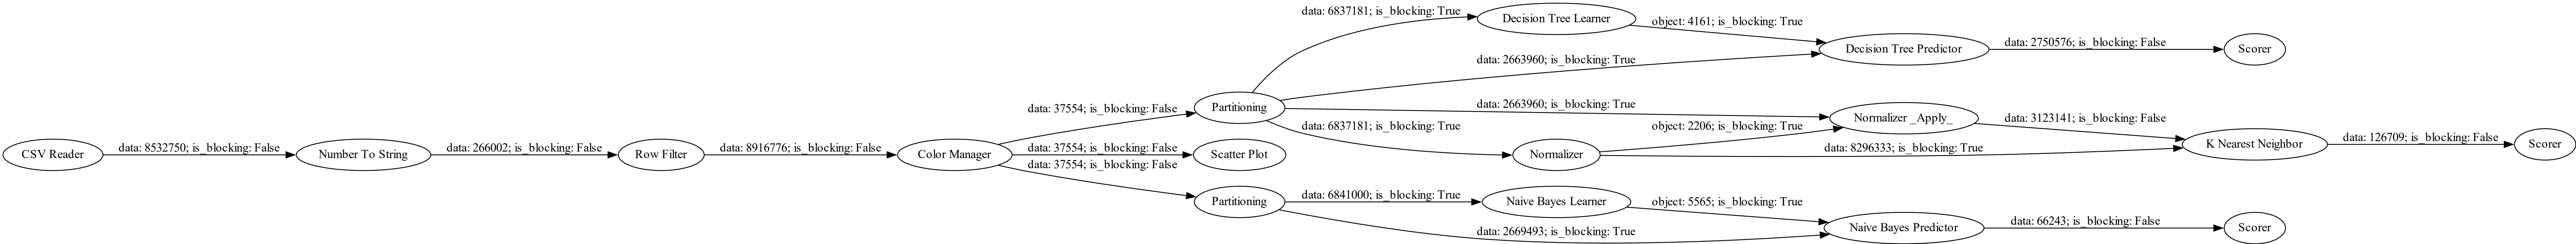 data: 6837181; is_blocking: True
Decision Tree Learner
object: 4161; is_blocking: True
Decision Tree Predictor
data: 2750576; is_blocking: False
Scorer
data: 2663960; is_blocking: True
data: 37554; is_blocking: False
Partitioning
data: 2663960; is_blocking: True
Normalizer _Apply_
data: 3123141; is_blocking: False
data: 6837181; is_blocking: True
object: 2206; is_blocking: True
CSV Reader
data: 8532750; is_blocking: False
Number To String
data: 266002; is_blocking: False
Row Filter
data: 8916776; is_blocking: False
Color Manager
data: 37554; is_blocking: False
Scatter Plot
Normalizer
data: 8296333; is_blocking: True
K Nearest Neighbor
data: 126709; is_blocking: False
Scorer
data: 37554; is_blocking: False
Partitioning
data: 6841000; is_blocking: True
Naive Bayes Learner
object: 5565; is_blocking: True
data: 2669493; is_blocking: True
Naive Bayes Predictor
data: 66243; is_blocking: False
Scorer